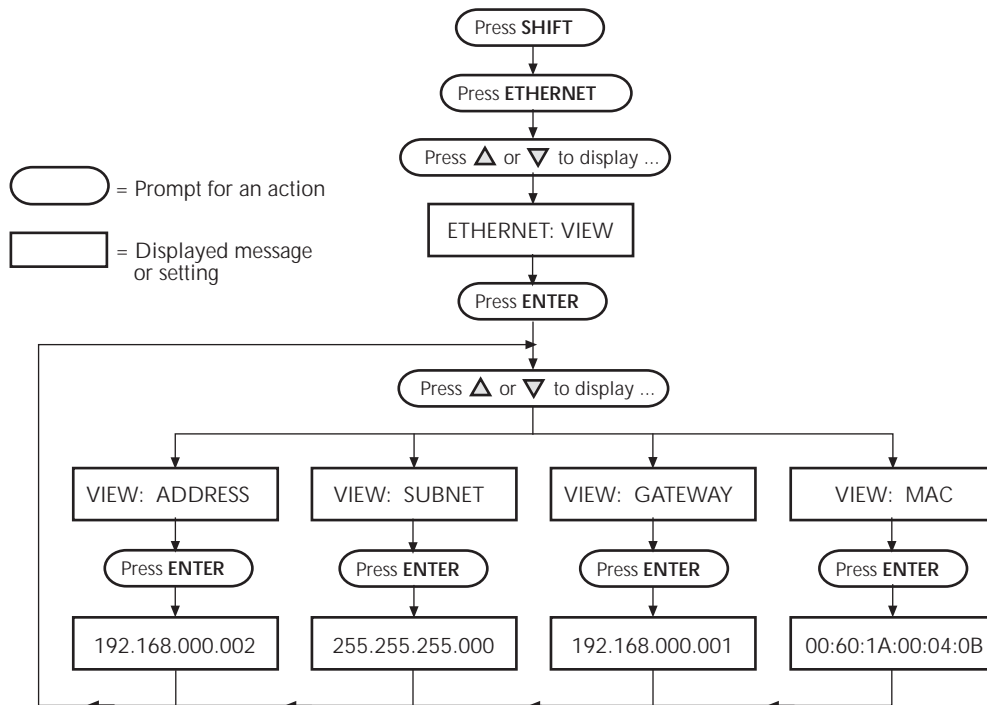 Press SHIFT
Press ETHERNET
Press △ or ▽ to display ...
= Prompt for an action
ETHERNET: VIEW
= Displayed message
or setting
Press ENTER
Press △ or ▽ to display ...
VIEW: ADDRESS
VIEW: SUBNET
VIEW: GATEWAY
VIEW: MAC
Press ENTER
Press ENTER
Press ENTER
Press ENTER
192.168.000.002
255.255.255.000
192.168.000.001
00:60:1A:00:04:0B